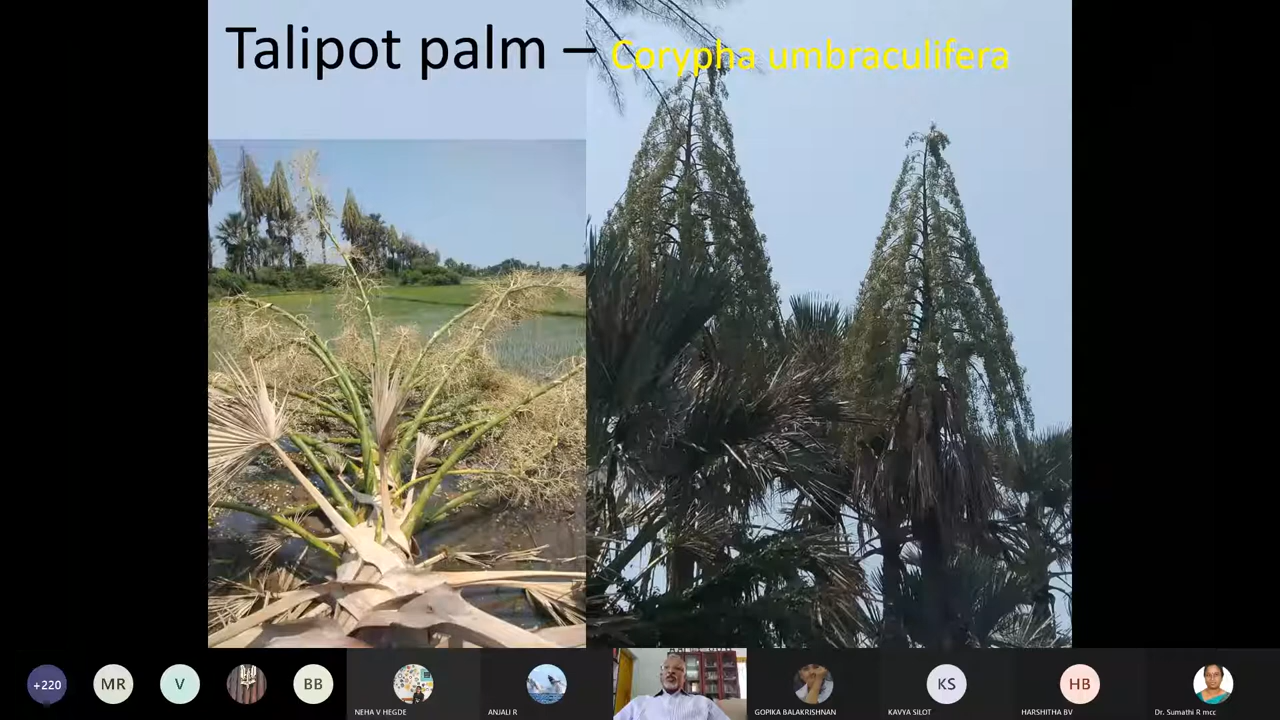 Talipot palm – Corypha umbraculifera
+220
MR
V
BB
NEHA V HEGDE
ANJALI R
GOPIKA BALAKRISHNAN
KS
KAVYA SILOT
HB
HARSHITHA BV
Dr. Sumathi R mcc